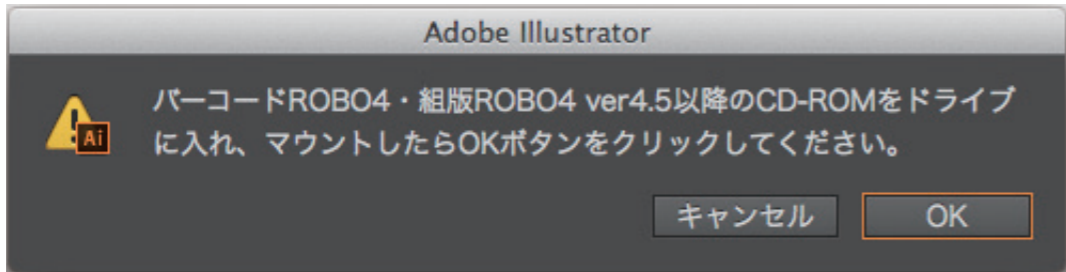 Adobe Illustrator
バーコードROBO4・組版ROBO4 ver4.5以降のCD-ROMをドライブ
に入れ、マウントしたらOKボタンをクリックしてください。
Ai
キャンセル
OK